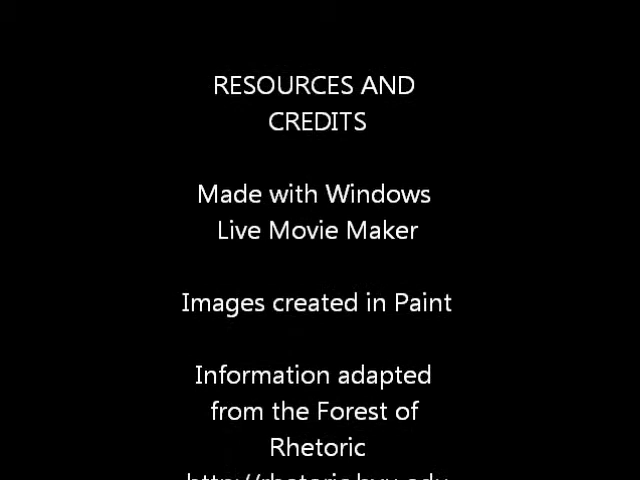 RESOURCES AND
CREDITS
Made with Windows
Live Movie Maker
Images created in Paint
Information adapted
from the Forest of
Rhetoric